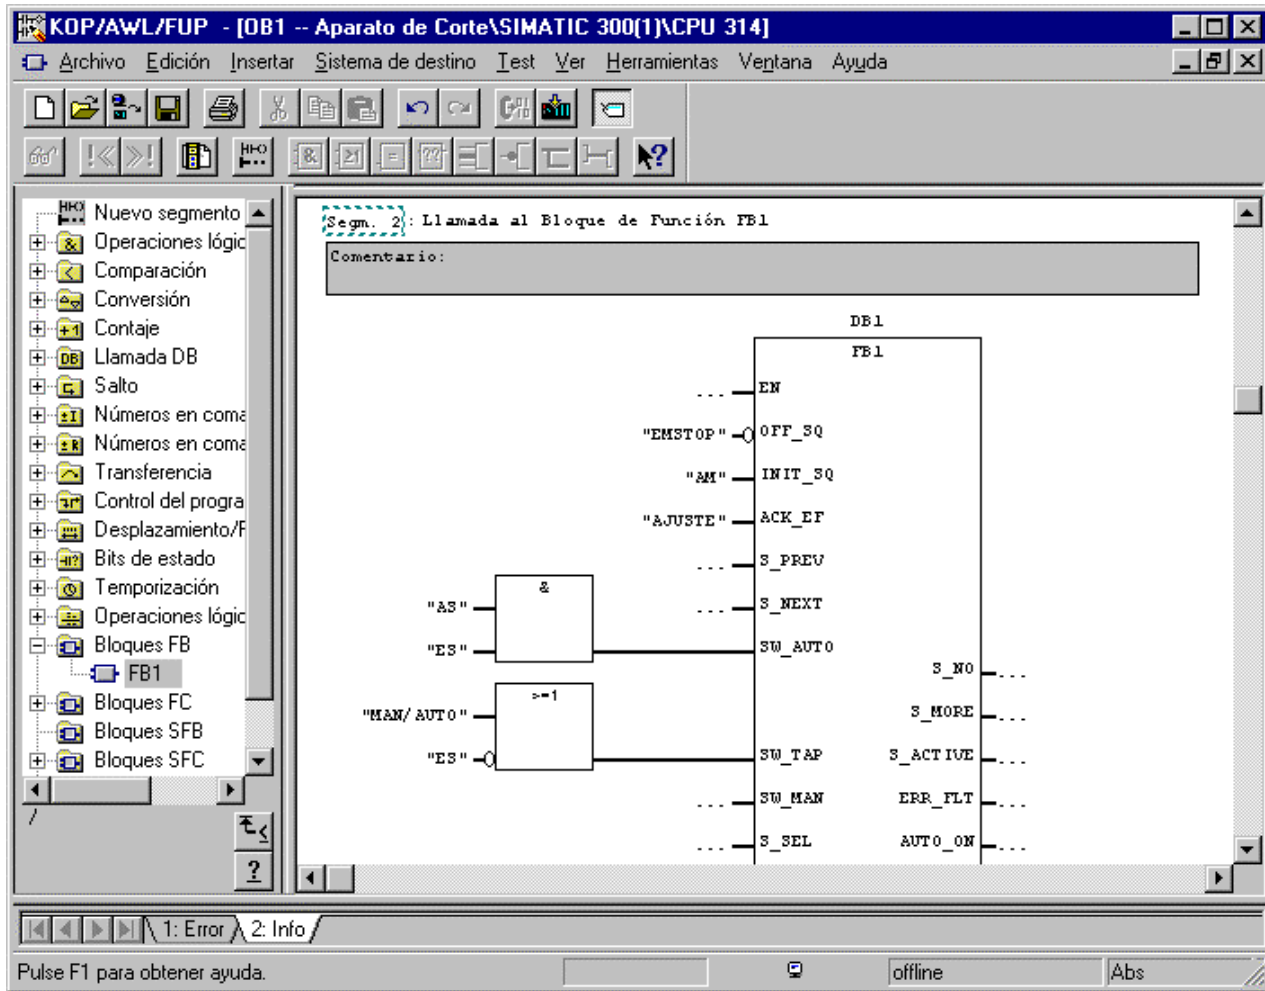 KOP/AWL/FUP - [OB1 -- Aparato de Corte\SIMATIC 300(1)\CPU 314]
Archivo Edición Insertar Sistema de destino Test Ver Herramientas Ventana Ayuda
Nuevo segmento
Operaciones lógic
Comparación
Conversión
Contaje
Llamada DB
Salto
Números en coma
Números en coma
Transferencia
Control del progra
Desplazamiento/F
Bits de estado
Temporización
Operaciones lógic
Bloques FB
FB1
Bloques FC
Bloques SFB
Bloques SFC
Segm. 2: Llamada al Bloque de Función FB1
Comentario:
DB1
FB1
... EN
"EMSTOP" OFF_SQ
"AM" INIT_SQ
"AJUSTE" ACK_EF
... S_PREV
&
"AS" ... S_NEXT
"ES" SW_AUTO
S_NO ...
>=1
"MAN/AUTO" S_MORE ...
"ES" SW_TAP S_ACTIVE ...
... SW_MAN ERR_FLT ...
... S_SEL AUTO_ON ...
1: Error 2: Info
Pulse F1 para obtener ayuda. offline Abs